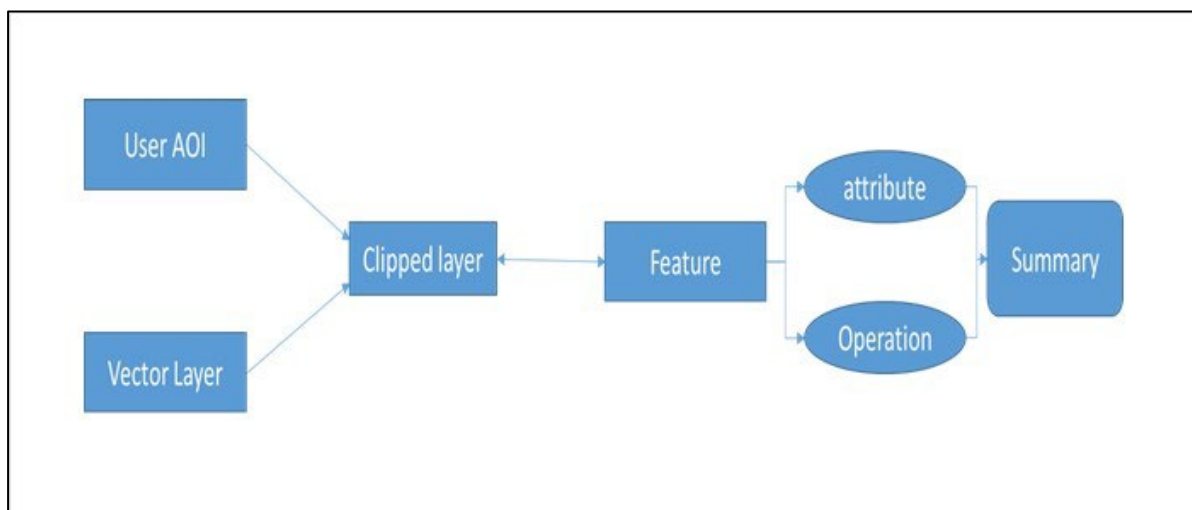 User AOI
Vector Layer
Clipped layer
Feature
attribute
Operation
Summary